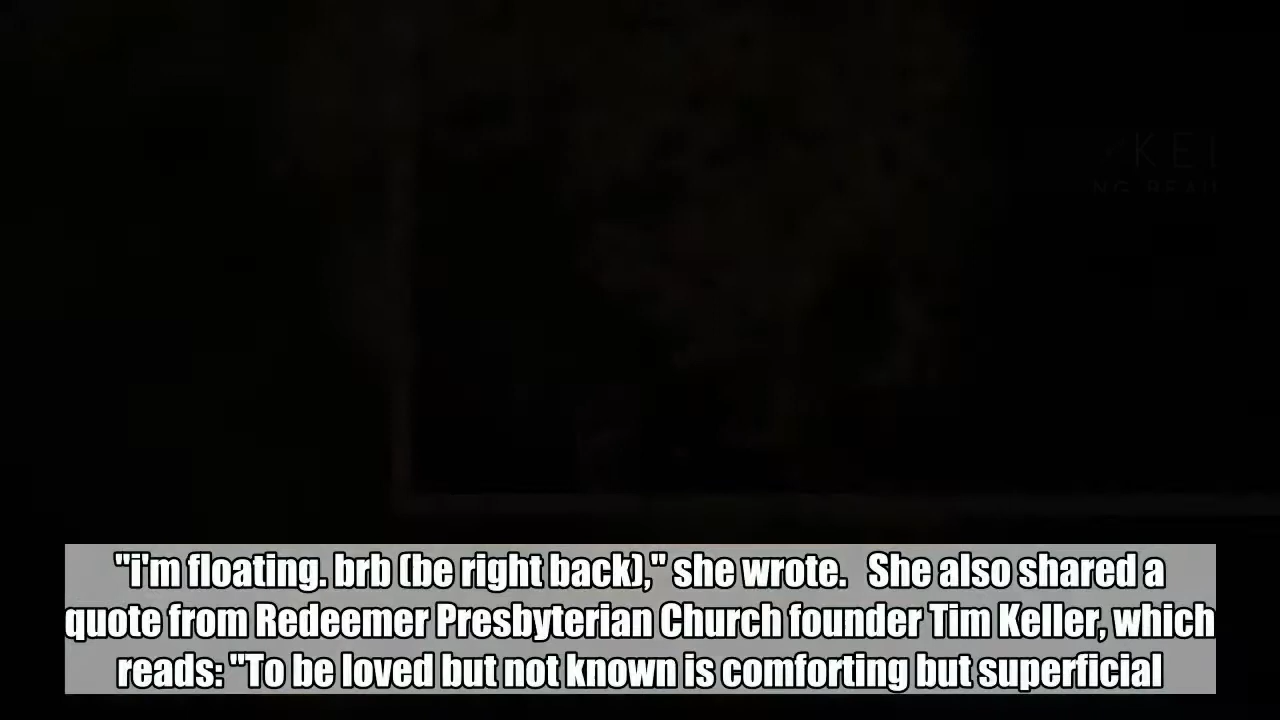 KE
"i'm floating. brb (be right back)," she wrote.   She also shared a
quote from Redeemer Presbyterian Church founder Tim Keller, which
reads: "To be loved but not known is comforting but superficial